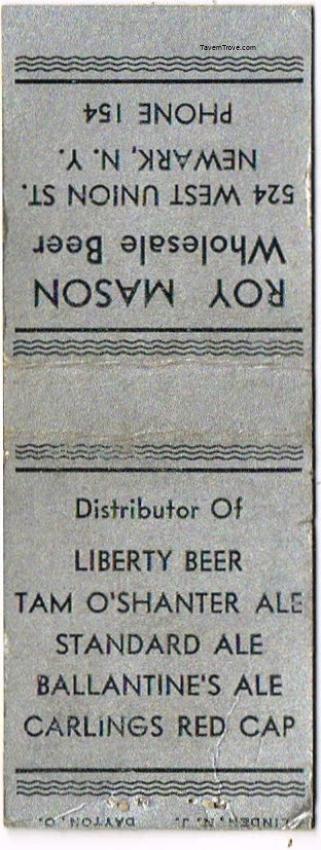 TavernTrove.com
ROY MASON
Wholesale Beer
524 WEST UNION ST.
NEWARK, N. Y.
PHONE 154
Distributor Of
LIBERTY BEER
TAM O'SHANTER ALE
STANDARD ALE
BALLANTINE'S ALE
CARLINGS RED CAP
LINDEN, N. J. DAYTON, O.